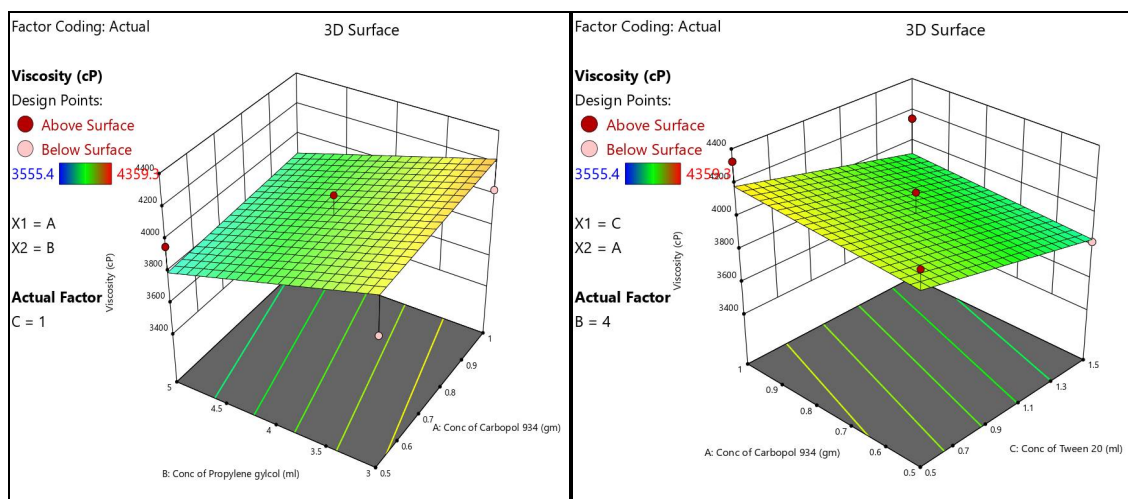 Factor Coding: Actual
3D Surface
Viscosity (cP)
Design Points:
Above Surface
Below Surface
3555.4 4359.3
X1 = A
X2 = B
Actual Factor
C = 1
4400
4200
4000
3800
3600
3400
Viscosity (cP)
5
4.5
4
3.5
3
B: Conc of Propylene gylcol (ml)
0.5
0.6
0.7
0.8
0.9
1
A: Conc of Carbopol 934 (gm)
Factor Coding: Actual
3D Surface
Viscosity (cP)
Design Points:
Above Surface
Below Surface
3555.4 4359.3
X1 = C
X2 = A
Actual Factor
B = 4
4400
4200
4000
3800
3600
3400
Viscosity (cP)
1
0.9
0.8
0.7
0.6
0.5
A: Conc of Carbopol 934 (gm)
0.5
0.7
0.9
1.1
1.3
1.5
C: Conc of Tween 20 (ml)